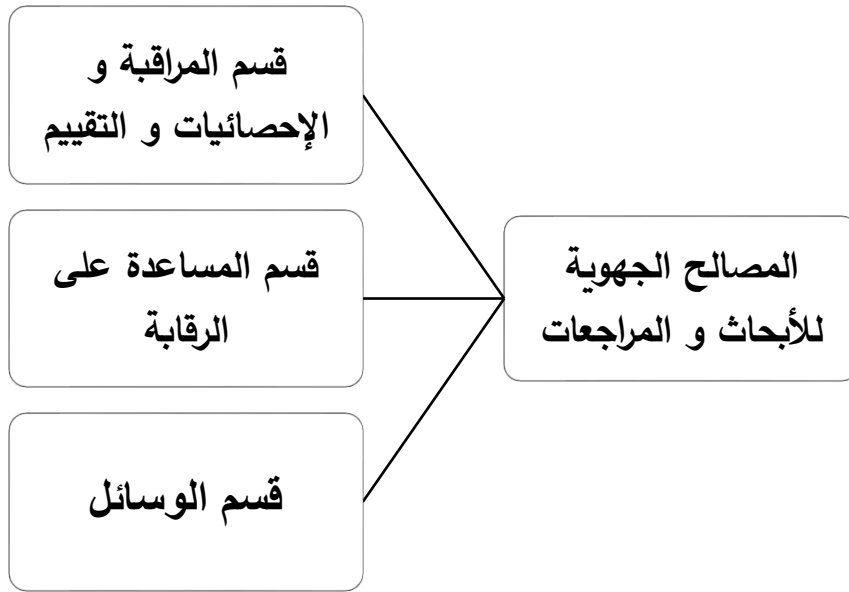 المصالح الجهوية
للأبحاث و المراجعات
قسم المراقبة و
الإحصائيات و التقييم
قسم المساعدة على
الرقابة
قسم الوسائل